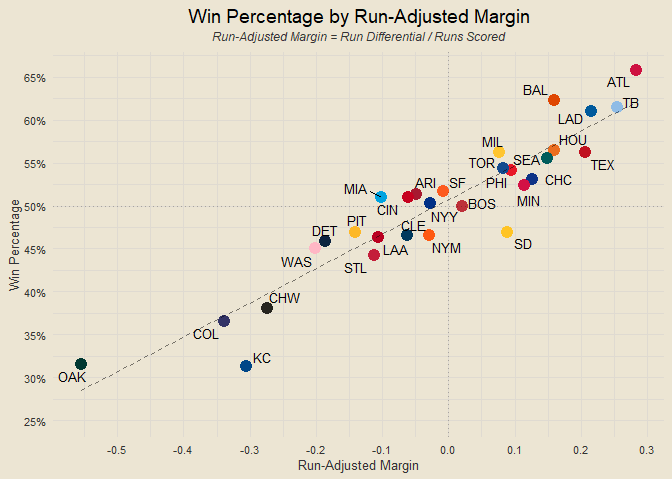 Win Percentage by Run-Adjusted Margin
Run-Adjusted Margin = Run Differential / Runs Scored
Win Percentage
65%
60%
55%
50%
45%
40%
35%
30%
25%
ATL
BAL
TB
LAD
MIL
HOU
TOR
SEA
TEX
PHI
CHC
MIA
ARI
SF
MIN
CIN
NYY
BOS
PIT
CLE
DET
SD
WAS
LAA
NYM
STL
CHW
COL
KC
OAK
-0.5
-0.4
-0.3
-0.2
-0.1
0.0
0.1
0.2
0.3
Run-Adjusted Margin